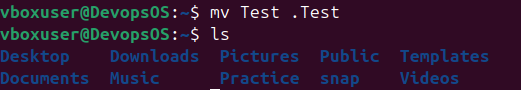 vboxuser@DevopsOS:~$ mv Test .Test
vboxuser@DevopsOS:~$ ls
Desktop    Downloads  Pictures  Public  Templates
Documents  Music      Practice  snap    Videos